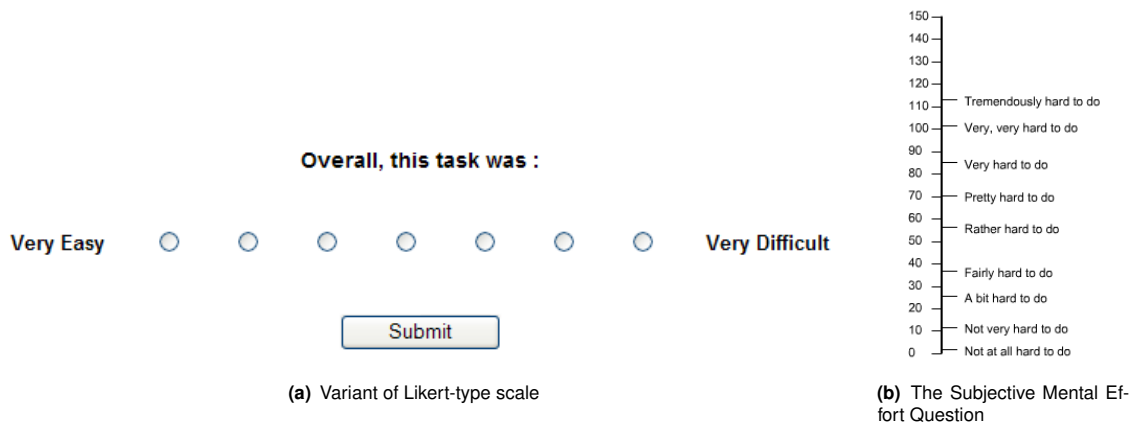 Overall, this task was :
Very Easy
Very Difficult
Submit
(a) Variant of Likert-type scale
150
140
130
120
110
100
90
80
70
60
50
40
30
20
10
0
Tremendously hard to do
Very, very hard to do
Very hard to do
Pretty hard to do
Rather hard to do
Fairly hard to do
A bit hard to do
Not very hard to do
Not at all hard to do
(b) The Subjective Mental Ef-
fort Question